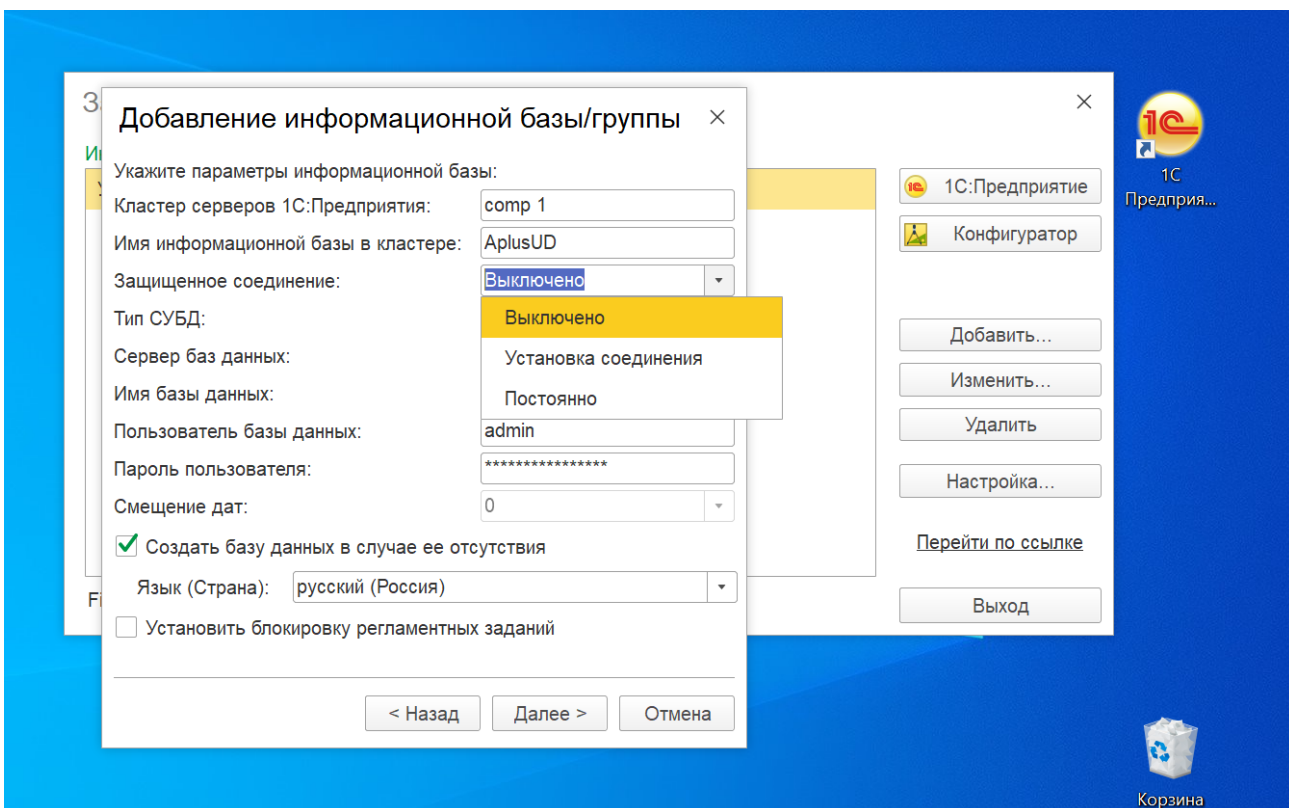 Добавление информационной базы/группы
Укажите параметры информационной базы:
Кластер серверов 1С:Предприятия: comp 1
Имя информационной базы в кластере: AplusUD
Защищенное соединение: Выключено
Выключено
Установка соединения
Постоянно
Тип СУБД:
Сервер баз данных:
Имя базы данных:
Пользователь базы данных: admin
Пароль пользователя: ****************
Смещение дат: 0
Создать базу данных в случае ее отсутствия
Язык (Страна): русский (Россия)
Установить блокировку регламентных заданий
< Назад
Далее >
Отмена
1С:Предприятие
Конфигуратор
Добавить...
Изменить...
Удалить
Настройка...
Перейти по ссылке
Выход
1С
Предприя...
Корзина